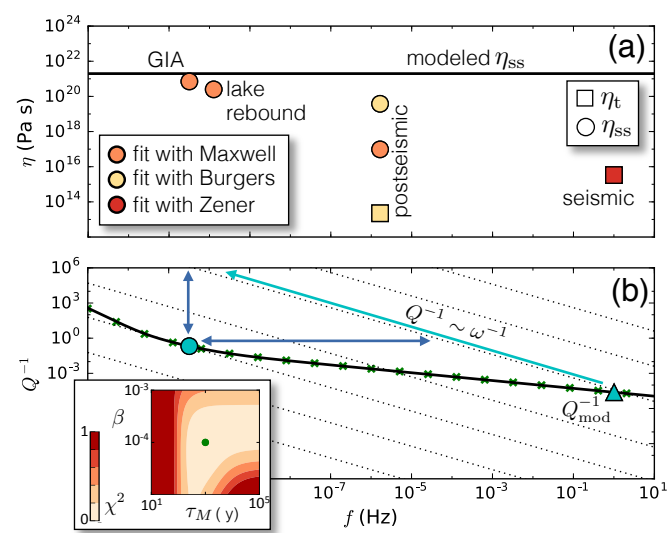 10^24
10^22
10^20
10^18
10^16
10^14
η (Pa s)
(a)
GIA
modeled η_ss
lake
rebound
postseismic
seismic
η_t
η_ss
fit with Maxwell
fit with Burgers
fit with Zener
10^6
10^3
10^0
10^-3
Q^-1
(b)
Q^-1 ~ ω^-1
Q^-1_mod
10^-7
10^-5
10^-3
10^-1
10^1
f (Hz)
10^-3
β
10^-4
1
0
χ^2
10^1
10^5
τ_M (y)